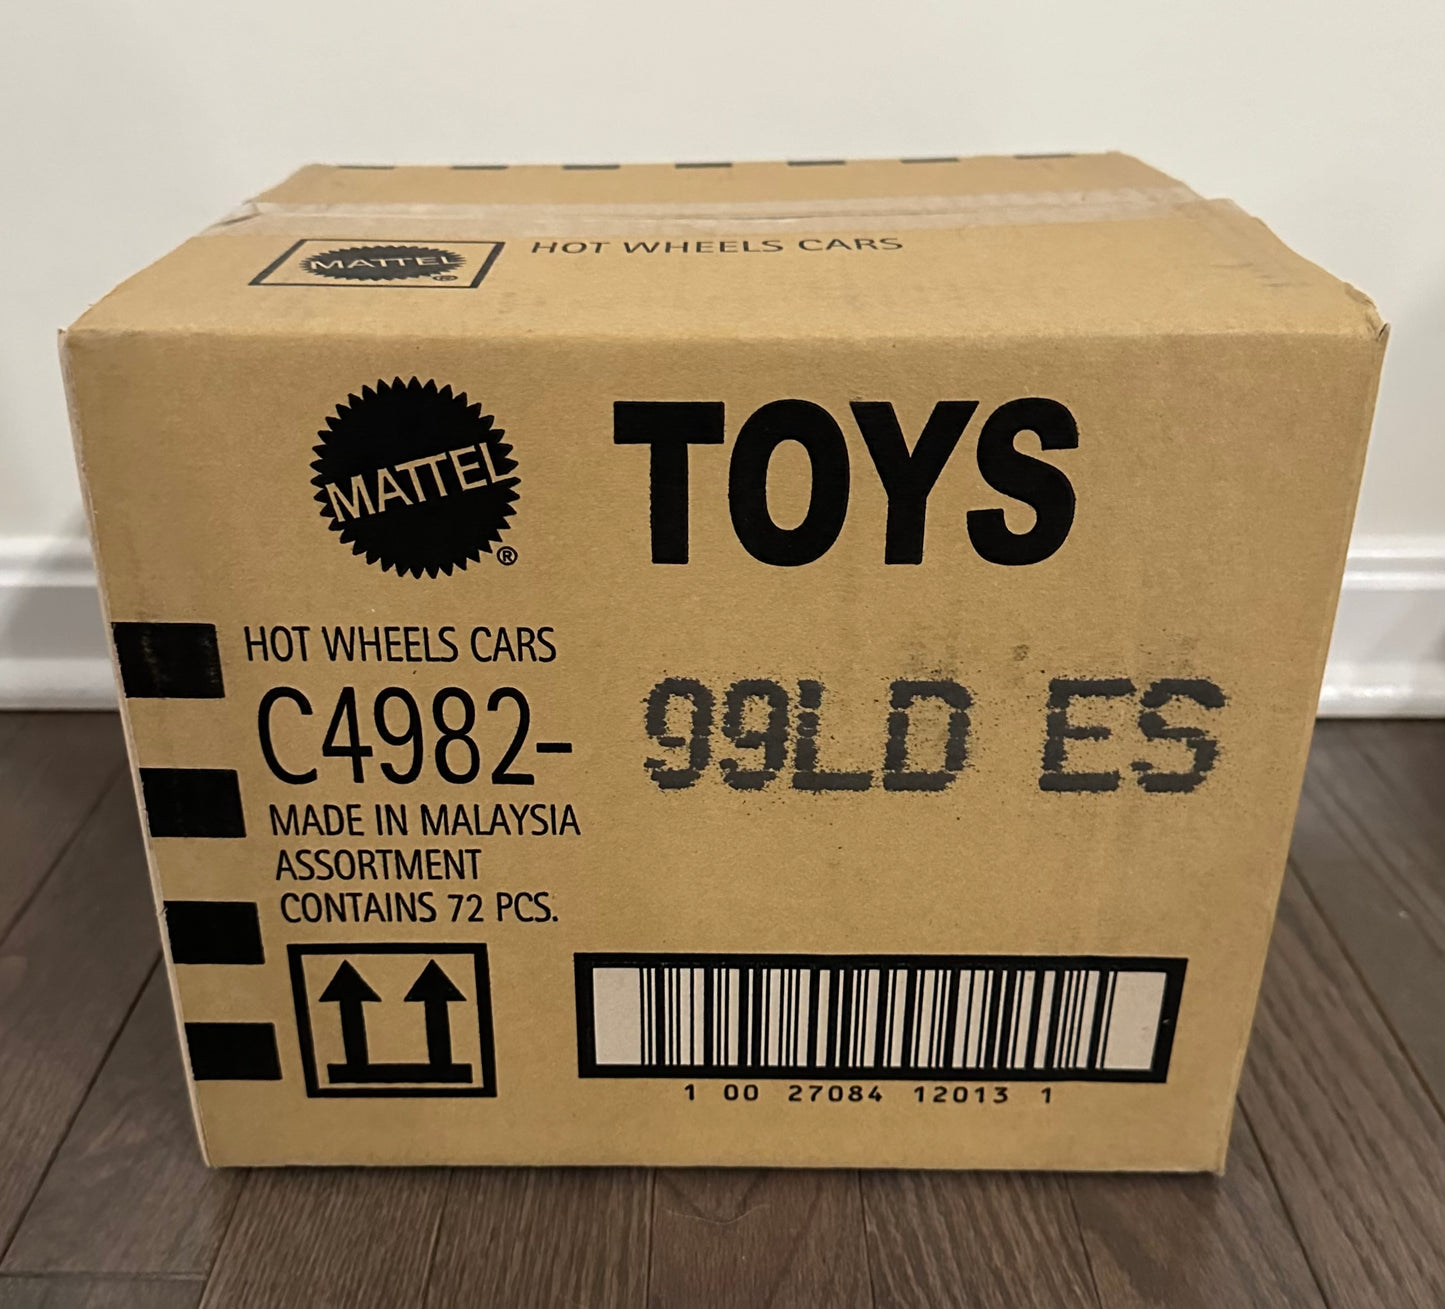 MATTEL® HOT WHEELS CARS
MATTEL® TOYS
HOT WHEELS CARS
C4982- 99LD ES
MADE IN MALAYSIA
ASSORTMENT
CONTAINS 72 PCS.
1 00 27084 12013 1